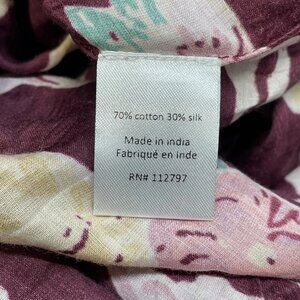 70% cotton 30% silk
Made in india
Fabriqué en inde
RN# 112797